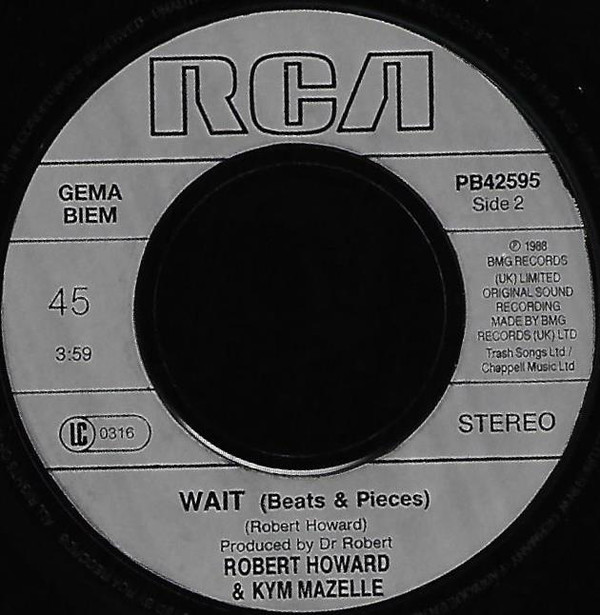 RCA
GEMA
BIEM
45
3:59
LC 0316
PB42595
Side 2
℗ 1988
BMG RECORDS
(UK) LIMITED
ORIGINAL SOUND
RECORDING
MADE BY BMG
RECORDS (UK) LTD
Trash Songs Ltd /
Chappell Music Ltd
STEREO
WAIT (Beats & Pieces)
(Robert Howard)
Produced by Dr Robert
ROBERT HOWARD
& KYM MAZELLE